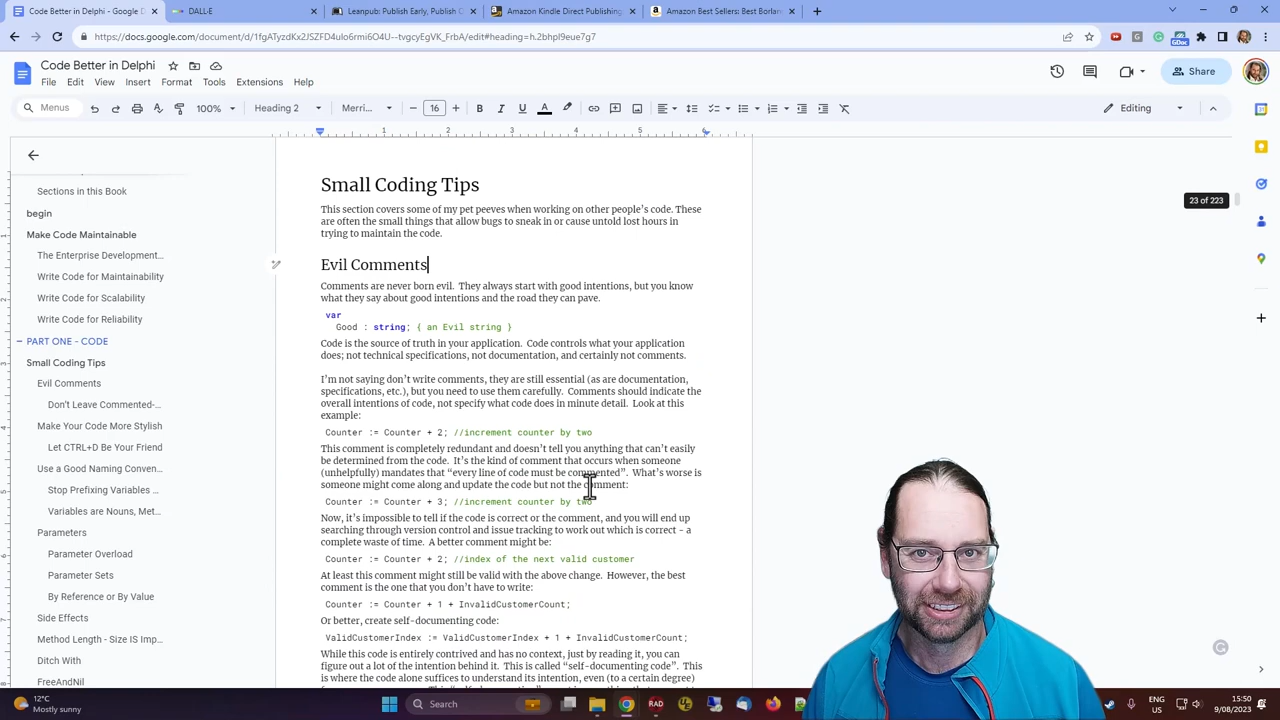 Code Better in Delphi - Google D
DALL-E
Best Sellers: Best Borlan
https://docs.google.com/document/d/1fgATyzdKx2JSZFD4ulo6rmi6O4U--tvgcyEgVK_FrbA/edit#heading=h.2bhpl9eue7g7
Code Better in Delphi
File Edit View Insert Format Tools Extensions Help
Share
Menus 100% Heading 2 Merri... 16 Editing
1 2 3 4 5 6
23 of 223
Sections in this Book
begin
Make Code Maintainable
The Enterprise Development...
Write Code for Maintainability
Write Code for Scalability
Write Code for Reliability
PART ONE - CODE
Small Coding Tips
Evil Comments
Don't Leave Commented-...
Make Your Code More Stylish
Let CTRL+D Be Your Friend
Use a Good Naming Conven...
Stop Prefixing Variables ...
Variables are Nouns, Met...
Parameters
Parameter Overload
Parameter Sets
By Reference or By Value
Side Effects
Method Length - Size IS Imp...
Ditch With
FreeAndNil
Small Coding Tips
This section covers some of my pet peeves when working on other people's code. These
are often the small things that allow bugs to sneak in or cause untold lost hours in
trying to maintain the code.
Evil Comments
Comments are never born evil. They always start with good intentions, but you know
what they say about good intentions and the road they can pave.
var
Good : string; { an Evil string }
Code is the source of truth in your application. Code controls what your application
does; not technical specifications, not documentation, and certainly not comments.
I'm not saying don't write comments, they are still essential (as are documentation,
specifications, etc.), but you need to use them carefully. Comments should indicate the
overall intentions of code, not specify what code does in minute detail. Look at this
example:
Counter := Counter + 2; //increment counter by two
This comment is completely redundant and doesn't tell you anything that can't easily
be determined from the code. It's the kind of comment that occurs when someone
(unhelpfully) mandates that "every line of code must be commented". What's worse is
someone might come along and update the code but not the comment:
Counter := Counter + 3; //increment counter by two
Now, it's impossible to tell if the code is correct or the comment, and you will end up
searching through version control and issue tracking to work out which is correct - a
complete waste of time. A better comment might be:
Counter := Counter + 2; //index of the next valid customer
At least this comment might still be valid with the above change. However, the best
comment is the one that you don't have to write:
Counter := Counter + 1 + InvalidCustomerCount;
Or better, create self-documenting code:
ValidCustomerIndex := ValidCustomerIndex + 1 + InvalidCustomerCount;
While this code is entirely contrived and has no context, just by reading it, you can
figure out a lot of the intention behind it. This is called "self-documenting code". This
is where the code alone suffices to understand its intention, even (to a certain degree)
12°C
Mostly sunny
Search
RAD
ENG
US
15:50
9/08/2023